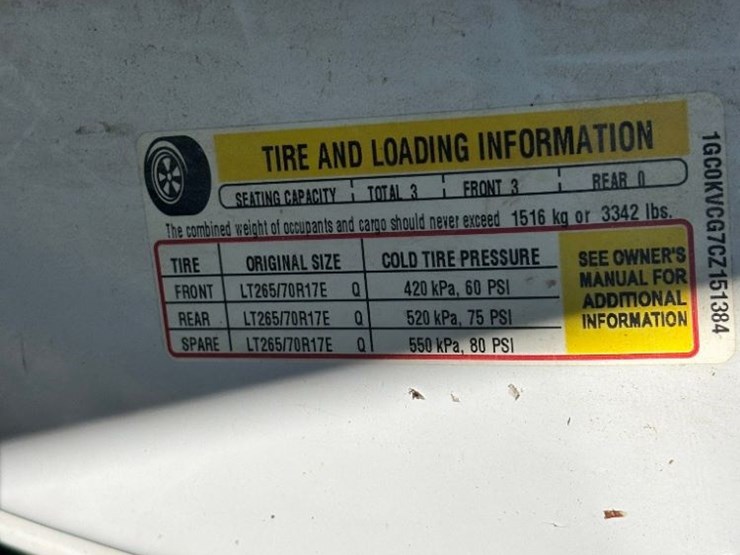 TIRE AND LOADING INFORMATION
SEATING CAPACITY TOTAL 3 FRONT 3 REAR 0
The combined weight of occupants and cargo should never exceed 1516 kg or 3342 lbs.
TIRE ORIGINAL SIZE COLD TIRE PRESSURE
FRONT LT265/70R17E Q 420 kPa, 60 PSI
REAR LT265/70R17E Q 520 kPa, 75 PSI
SPARE LT265/70R17E Q 550 kPa, 80 PSI
SEE OWNER'S
MANUAL FOR
ADDITIONAL
INFORMATION
1GC0KVCG7CZ151384